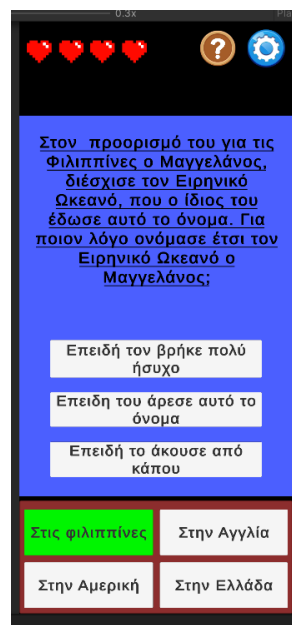 0.3x
Pla
?
Στον προορισμό του για τις
Φιλιππίνες ο Μαγγελάνος,
διέσχισε τον Ειρηνικό
Ωκεανό, που ο ίδιος του
έδωσε αυτό το όνομα. Για
ποιον λόγο ονόμασε έτσι τον
Ειρηνικό Ωκεανό ο
Μαγγελάνος;
Επειδή τον βρήκε πολύ
ήσυχο
Επειδη του άρεσε αυτό το
όνομα
Επειδή το άκουσε από
κάπου
Στις φιλιππίνες
Στην Αγγλία
Στην Αμερική
Στην Ελλάδα